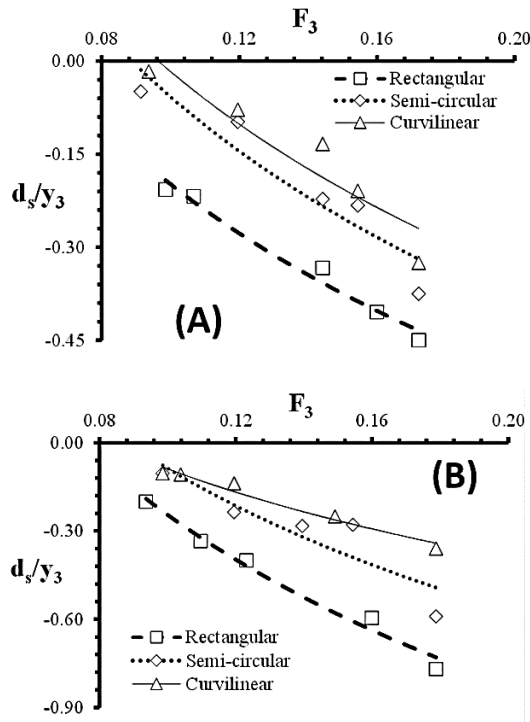 F3
0.08 0.12 0.16 0.20
0.00
Rectangular
Semi-circular
Curvilinear
-0.15
ds/y3
-0.30
(A)
-0.45
F3
0.08 0.12 0.16 0.20
0.00
(B)
-0.30
ds/y3
-0.60
Rectangular
Semi-circular
Curvilinear
-0.90